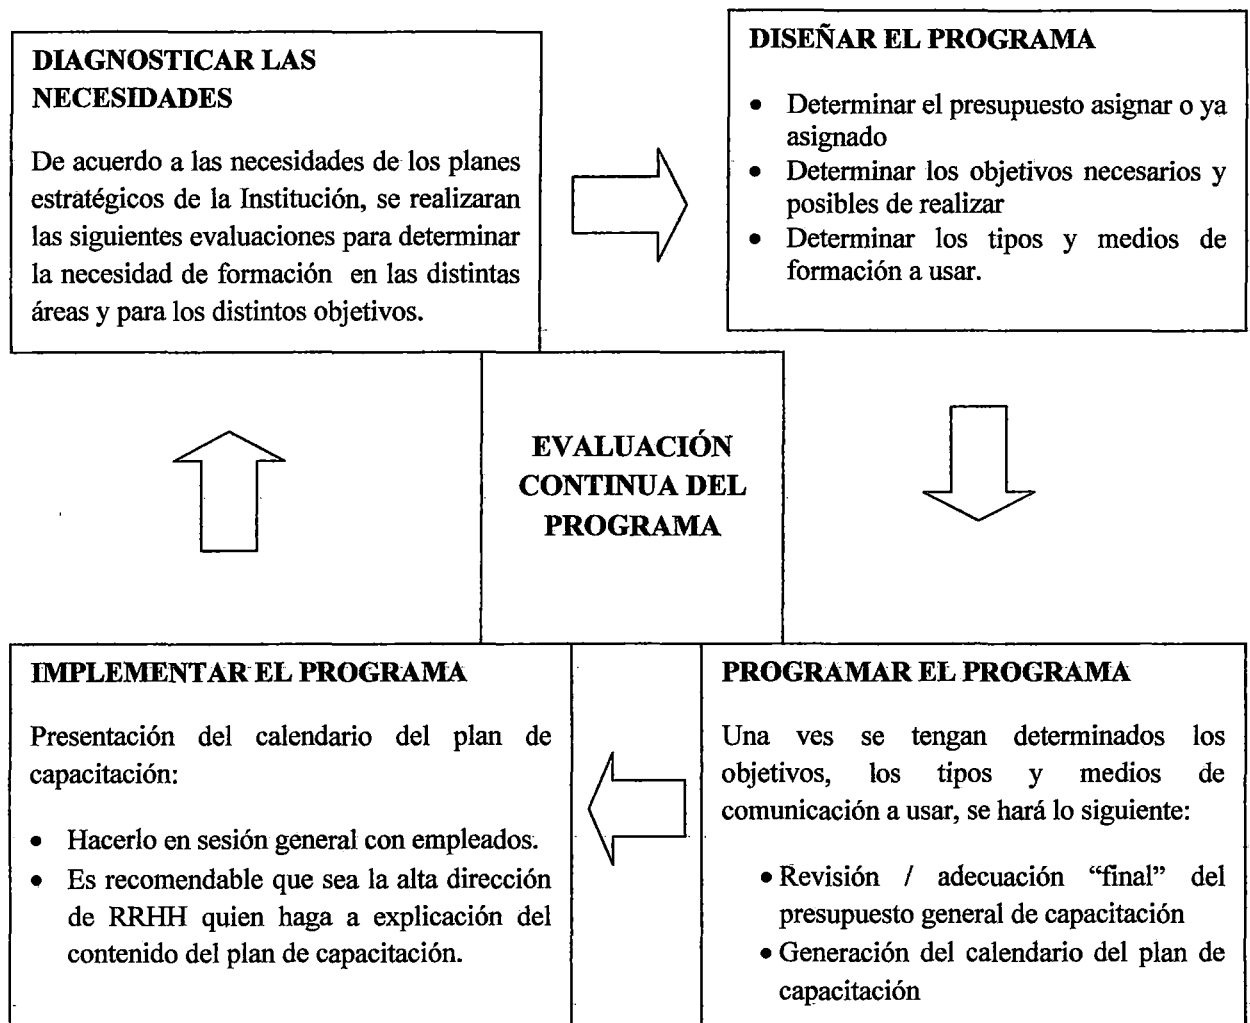 DIAGNOSTICAR LAS
NECESIDADES
De acuerdo a las necesidades de los planes
estratégicos de la Institución, se realizaran
las siguientes evaluaciones para determinar
la necesidad de formación en las distintas
áreas y para los distintos objetivos.
DISEÑAR EL PROGRAMA
• Determinar el presupuesto asignar o ya
asignado
• Determinar los objetivos necesarios y
posibles de realizar
• Determinar los tipos y medios de
formación a usar.
EVALUACIÓN
CONTINUA DEL
PROGRAMA
IMPLEMENTAR EL PROGRAMA
Presentación del calendario del plan de
capacitación:
• Hacerlo en sesión general con empleados.
• Es recomendable que sea la alta dirección
de RRHH quien haga a explicación del
contenido del plan de capacitación.
PROGRAMAR EL PROGRAMA
Una ves se tengan determinados los
objetivos, los tipos y medios de
comunicación a usar, se hará lo siguiente:
• Revisión / adecuación “final” del
presupuesto general de capacitación
• Generación del calendario del plan de
capacitación